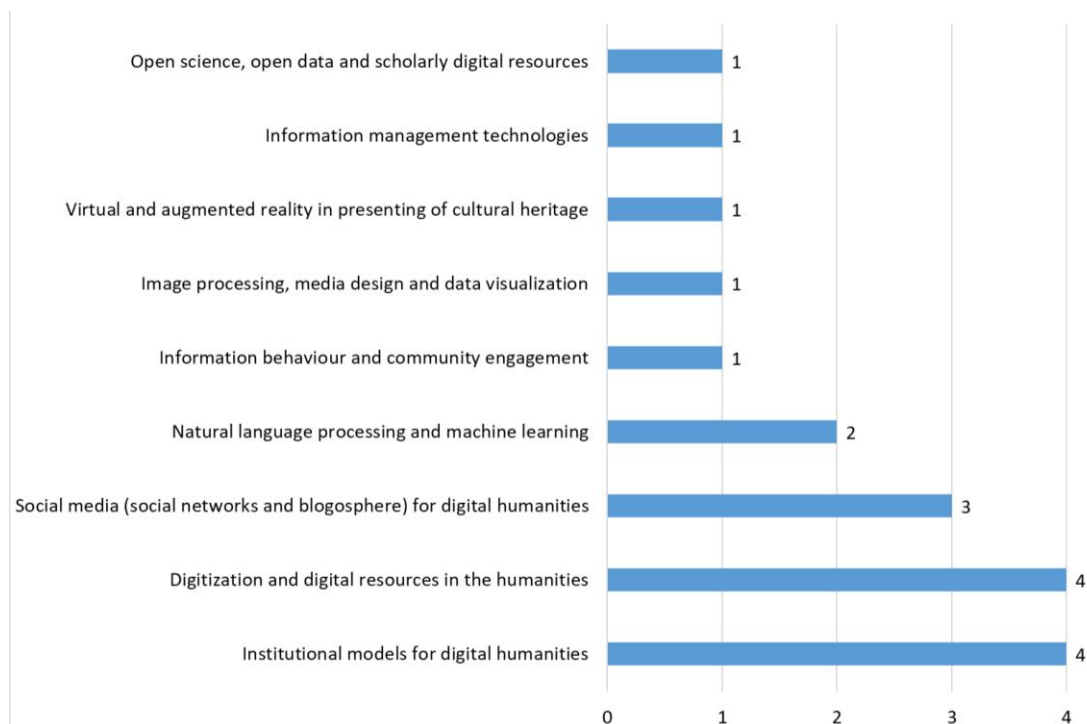 Open science, open data and scholarly digital resources 1
Information management technologies 1
Virtual and augmented reality in presenting of cultural heritage 1
Image processing, media design and data visualization 1
Information behaviour and community engagement 1
Natural language processing and machine learning 2
Social media (social networks and blogosphere) for digital humanities 3
Digitization and digital resources in the humanities 4
Institutional models for digital humanities 4
0 1 2 3 4